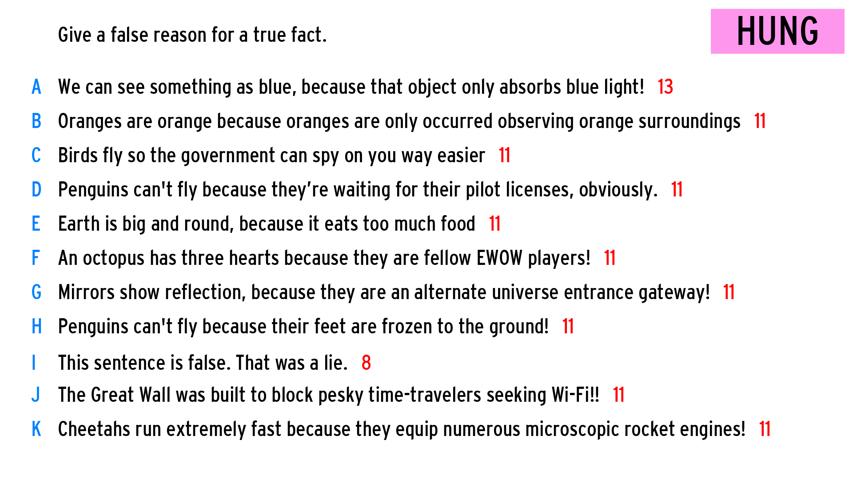 Give a false reason for a true fact.
HUNG
A We can see something as blue, because that object only absorbs blue light! 13
B Oranges are orange because oranges are only occurred observing orange surroundings 11
C Birds fly so the government can spy on you way easier 11
D Penguins can't fly because they’re waiting for their pilot licenses, obviously. 11
E Earth is big and round, because it eats too much food 11
F An octopus has three hearts because they are fellow EWOW players! 11
G Mirrors show reflection, because they are an alternate universe entrance gateway! 11
H Penguins can't fly because their feet are frozen to the ground! 11
I This sentence is false. That was a lie. 8
J The Great Wall was built to block pesky time-travelers seeking Wi-Fi!! 11
K Cheetahs run extremely fast because they equip numerous microscopic rocket engines! 11